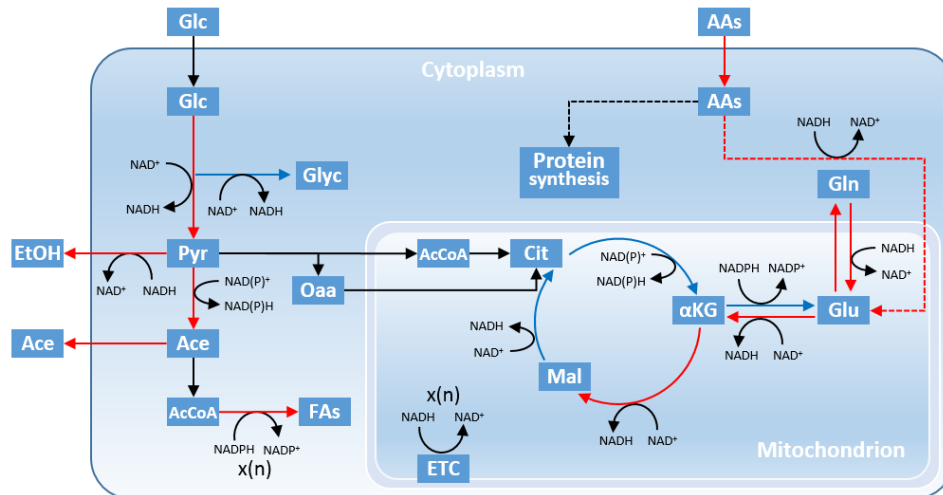 Glc
AAs
Cytoplasm
Glc
AAs
NADH NAD⁺
NAD⁺
Protein
synthesis
Glyc
Gln
NADH
NAD⁺ NADH
EtOH
Pyr
AcCoA
Cit
NAD(P)⁺
NADH
NAD(P)H
NAD⁺
NADPH NADP⁺
NAD⁺ NADH
NAD(P)⁺
NAD(P)H
Oaa
αKG
Glu
Ace
Ace
NADH
NAD⁺
NADH NAD⁺
Mal
x(n)
AcCoA
FAs
NADH NAD⁺
NADH NAD⁺
NADPH NADP⁺
x(n)
ETC
Mitochondrion